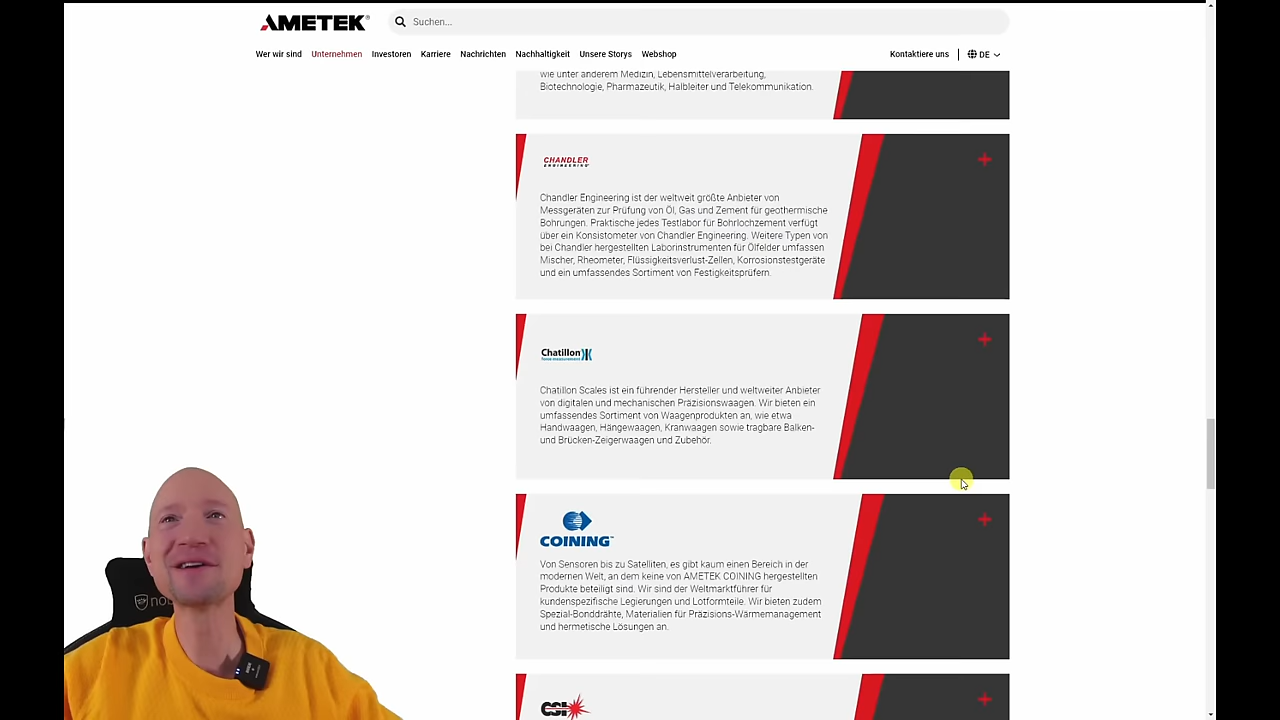 AMETEK®
Suchen...
Wer wir sind Unternehmen Investoren Karriere Nachrichten Nachhaltigkeit Unsere Storys Webshop Kontaktiere uns DE
wie unter anderem Medizin, Lebensmittelverarbeitung,
Biotechnologie, Pharmazeutik, Halbleiter und Telekommunikation.
CHANDLER
ENGINEERING
Chandler Engineering ist der weltweit größte Anbieter von
Messgeräten zur Prüfung von Öl, Gas und Zement für geothermische
Bohrungen. Praktische jedes Testlabor für Bohrlochzement verfügt
über ein Konsistometer von Chandler Engineering. Weitere Typen von
bei Chandler hergestellten Laborinstrumenten für Ölfelder umfassen
Mischer, Rheometer, Flüssigkeitsverlust-Zellen, Korrosionstestgeräte
und ein umfassendes Sortiment von Festigkeitsprüfern.
Chatillon
force measurement
Chatillon Scales ist ein führender Hersteller und weltweiter Anbieter
von digitalen und mechanischen Präzisionswaagen. Wir bieten ein
umfassendes Sortiment von Waagenprodukten an, wie etwa
Handwaagen, Hängewaagen, Kranwaagen sowie tragbare Balken-
und Brücken-Zeigerwaagen und Zubehör.
COINING™
Von Sensoren bis zu Satelliten, es gibt kaum einen Bereich in der
modernen Welt, an dem keine von AMETEK COINING hergestellten
Produkte beteiligt sind. Wir sind der Weltmarktführer für
kundenspezifische Legierungen und Lotformteile. Wir bieten zudem
Spezial-Bonddrähte, Materialien für Präzisions-Wärmemanagement
und hermetische Lösungen an.
CSI